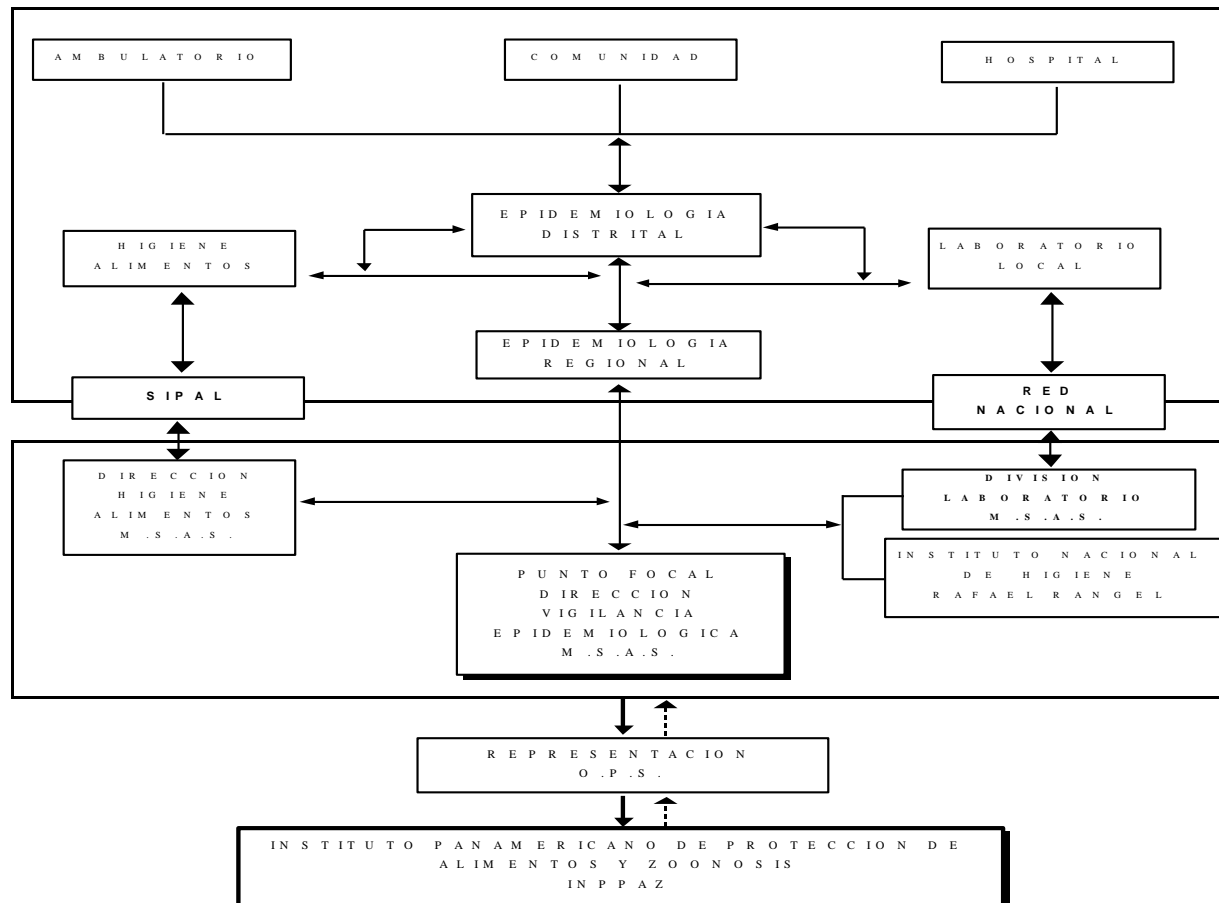 AMBULATORIO
COMUNIDAD
HOSPITAL
EPIDEMIOLOGIA
DISTRITAL
HIGIENE
ALIMENTOS
LABORATORIO
LOCAL
EPIDEMIOLOGIA
REGIONAL
SIPAL
RED
NACIONAL
DIRECCION
HIGIENE
ALIMENTOS
M.S.A.S.
DIVISION
LABORATORIO
M.S.A.S.
INSTITUTO NACIONAL
DE HIGIENE
RAFAEL RANGEL
PUNTO FOCAL
DIRECCION
VIGILANCIA
EPIDEMIOLOGICA
M.S.A.S.
REPRESENTACION
O.P.S.
INSTITUTO PANAMERICANO DE PROTECCION DE
ALIMENTOS Y ZOONOSIS
INPPAZ